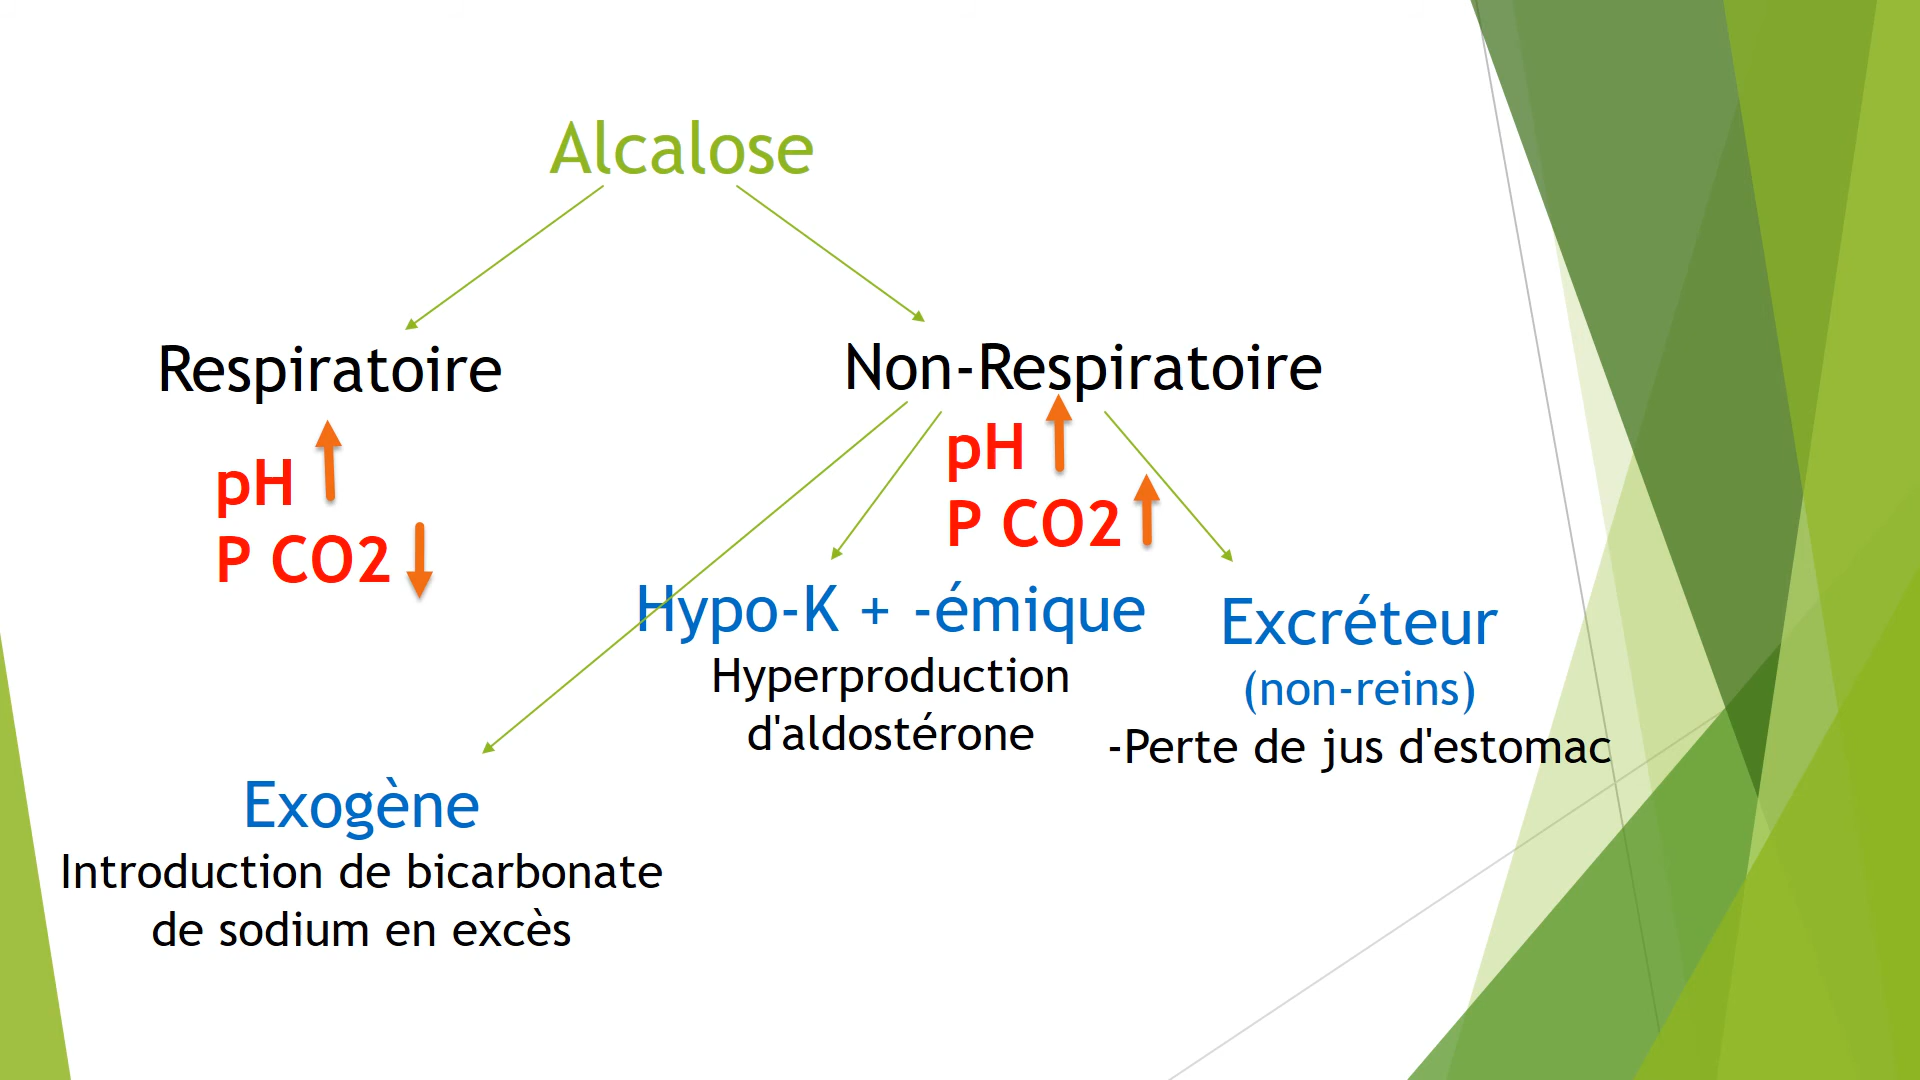 Alcalose
Respiratoire
pH
P CO2
Non-Respiratoire
pH
P CO2
Hypo-K + -émique
Hyperproduction
d'aldostérone
Excréteur
(non-reins)
-Perte de jus d'estomac
Exogène
Introduction de bicarbonate
de sodium en excès